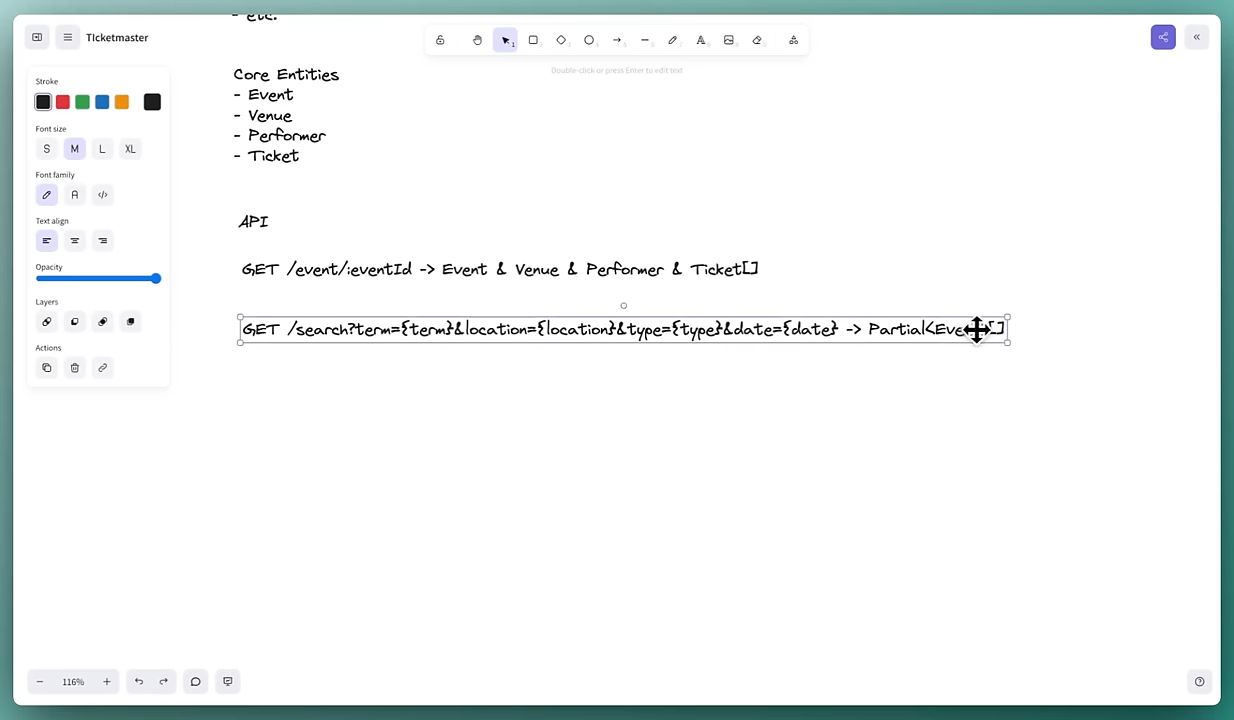 - etc.
TIcketmaster
Double-click or press Enter to edit text
Stroke
Font size
S M L XL
Font family
A </>
Text align
Opacity
Layers
Actions
Core Entities
- Event
- Venue
- Performer
- Ticket
API
GET /event/:eventId -> Event & Venue & Performer & Ticket[]
GET /search?term={term}&location={location}&type={type}&date={date} -> []
116%